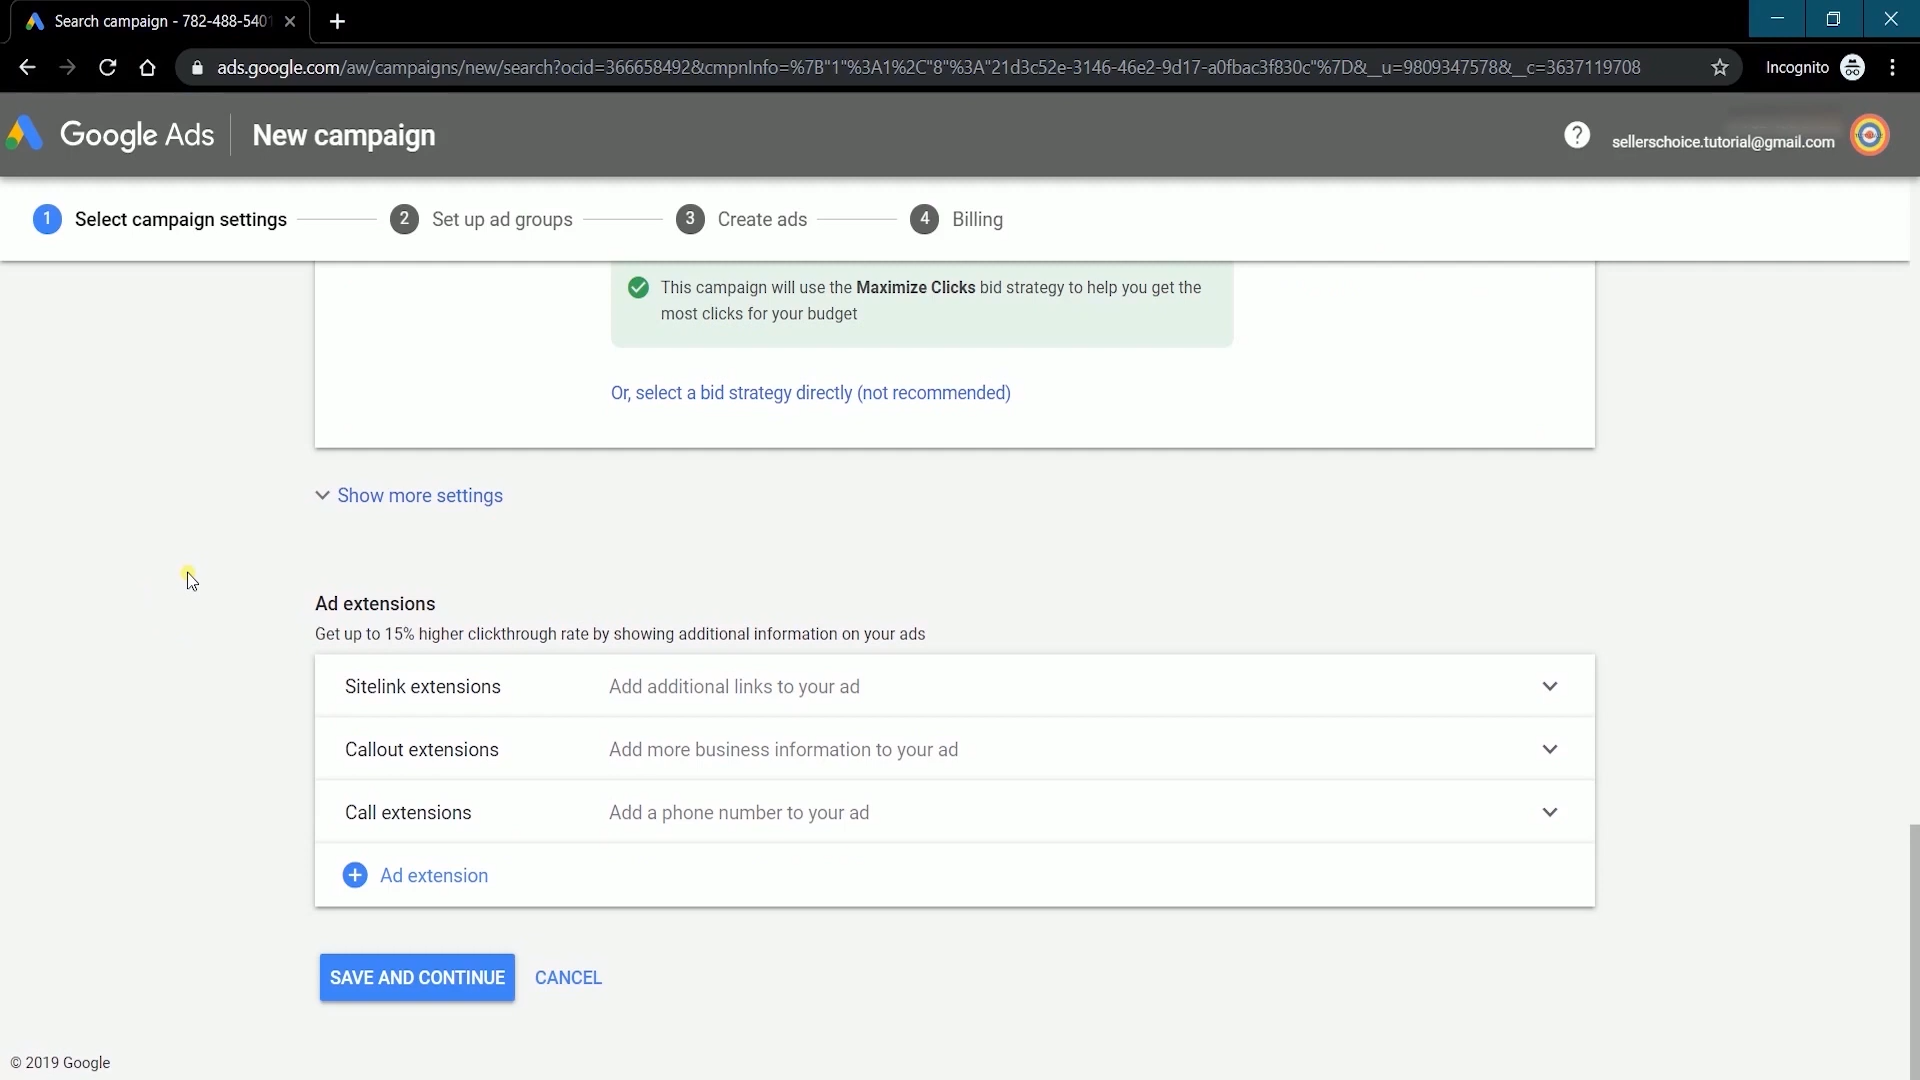 Search campaign - 782-488-5401
ads.google.com/aw/campaigns/new/search?ocid=366658492&cmpnInfo=%7B"1"%3A1%2C"8"%3A"21d3c52e-3146-46e2-9d17-a0fbac3f830c"%7D&__u=9809347578&__c=3637119708
Incognito
Google Ads
New campaign
?
sellerschoice.tutorial@gmail.com
1 Select campaign settings
2 Set up ad groups
3 Create ads
4 Billing
This campaign will use the Maximize Clicks bid strategy to help you get the
most clicks for your budget
Or, select a bid strategy directly (not recommended)
Show more settings
Ad extensions
Get up to 15% higher clickthrough rate by showing additional information on your ads
Sitelink extensions Add additional links to your ad
Callout extensions Add more business information to your ad
Call extensions Add a phone number to your ad
Ad extension
SAVE AND CONTINUE CANCEL
© 2019 Google